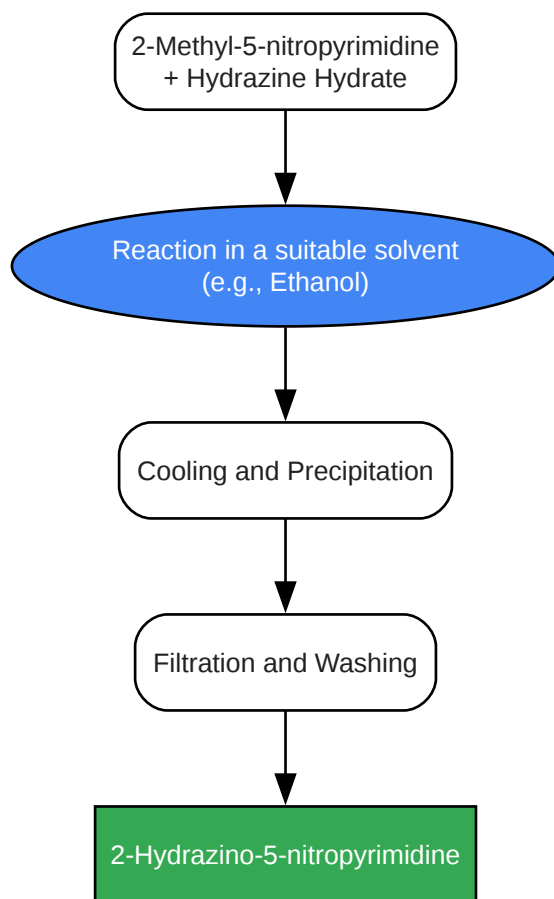 2-Methyl-5-nitropyrimidine
+ Hydrazine Hydrate
Reaction in a suitable solvent
(e.g., Ethanol)
Cooling and Precipitation
Filtration and Washing
2-Hydrazino-5-nitropyrimidine